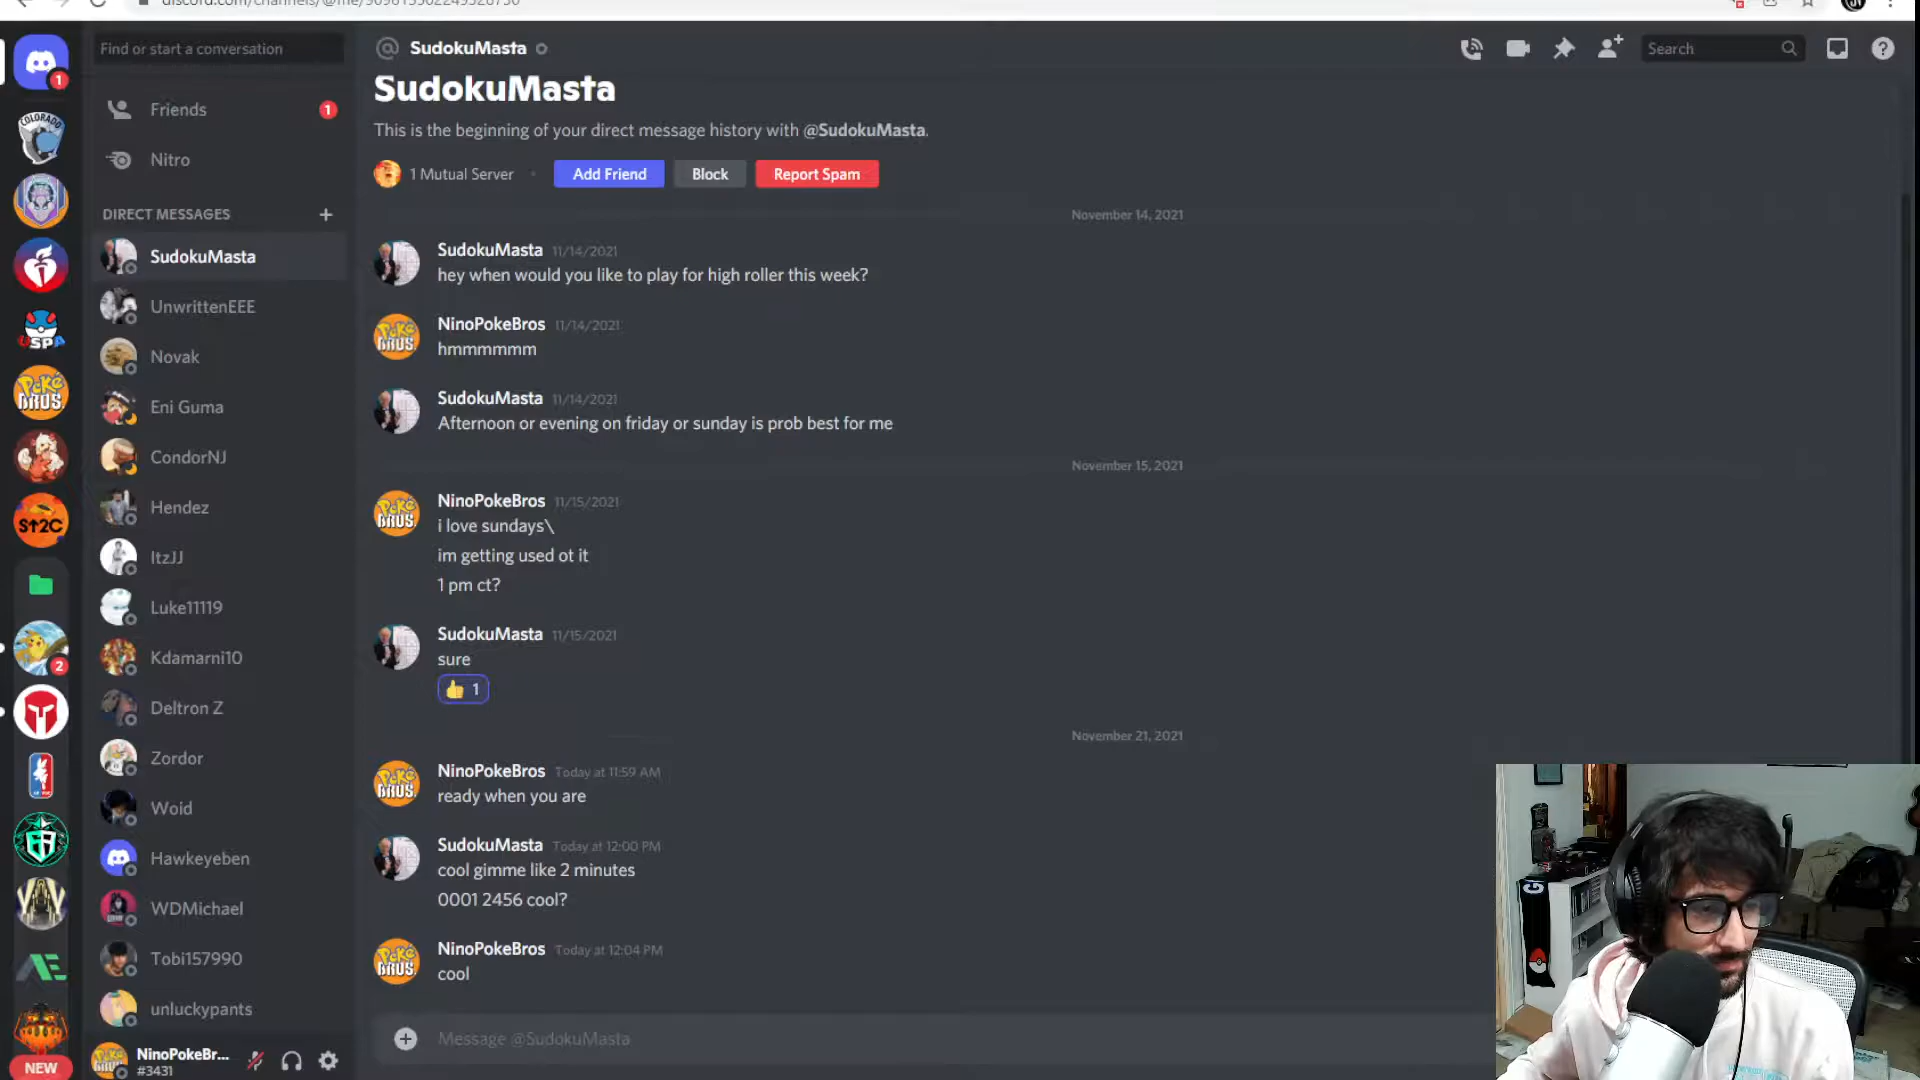 Find or start a conversation
Friends
1
Nitro
DIRECT MESSAGES
SudokuMasta
UnwrittenEEE
Novak
Eni Guma
CondorNJ
Hendez
ItzJJ
Luke11119
Kdamarni10
Deltron Z
Zordor
Woid
Hawkeyeben
WDMichael
Tobi157990
unluckypants
NinoPokeBr...
#3431
1
COLORADO
USPA
POKÉ
BROS.
ST2C
2
NEW
SudokuMasta
Search
SudokuMasta
This is the beginning of your direct message history with @SudokuMasta.
1 Mutual Server
Add Friend
Block
Report Spam
November 14, 2021
SudokuMasta 11/14/2021
hey when would you like to play for high roller this week?
NinoPokeBros 11/14/2021
hmmmmmm
SudokuMasta 11/14/2021
Afternoon or evening on friday or sunday is prob best for me
November 15, 2021
NinoPokeBros 11/15/2021
i love sundays\
im getting used ot it
1 pm ct?
SudokuMasta 11/15/2021
sure
1
November 21, 2021
NinoPokeBros Today at 11:59 AM
ready when you are
SudokuMasta Today at 12:00 PM
cool gimme like 2 minutes
0001 2456 cool?
NinoPokeBros Today at 12:04 PM
cool
Message @SudokuMasta